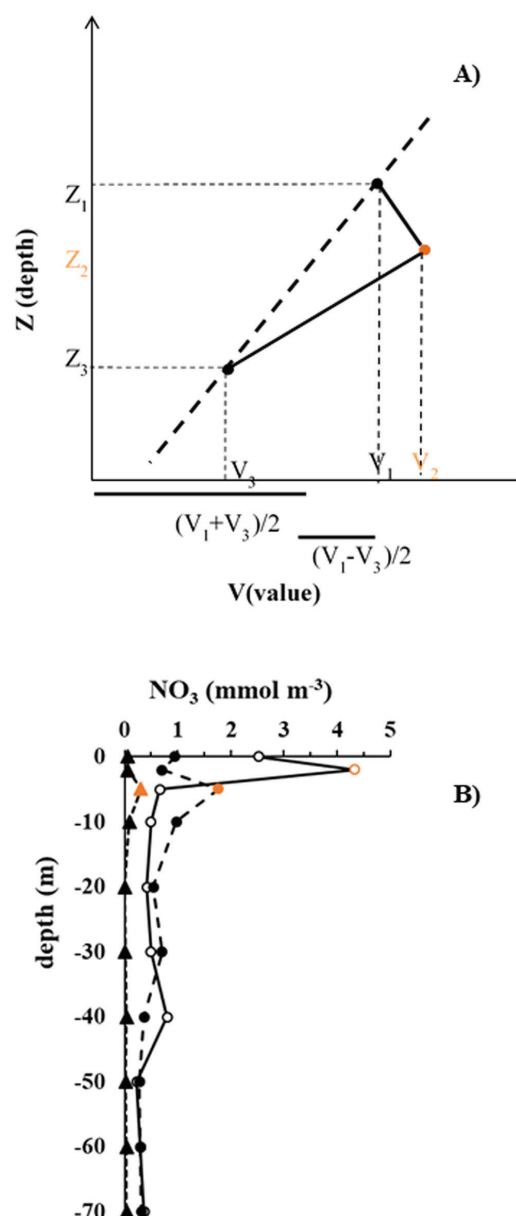 A)
Z₁
Z₂
Z (depth)
Z₃
V₃
V₁
V₂
(V₁+V₃)/2
(V₁-V₃)/2
V(value)
NO₃ (mmol m⁻³)
0 1 2 3 4 5
B)
0
-10
-20
-30
depth (m)
-40
-50
-60
-70